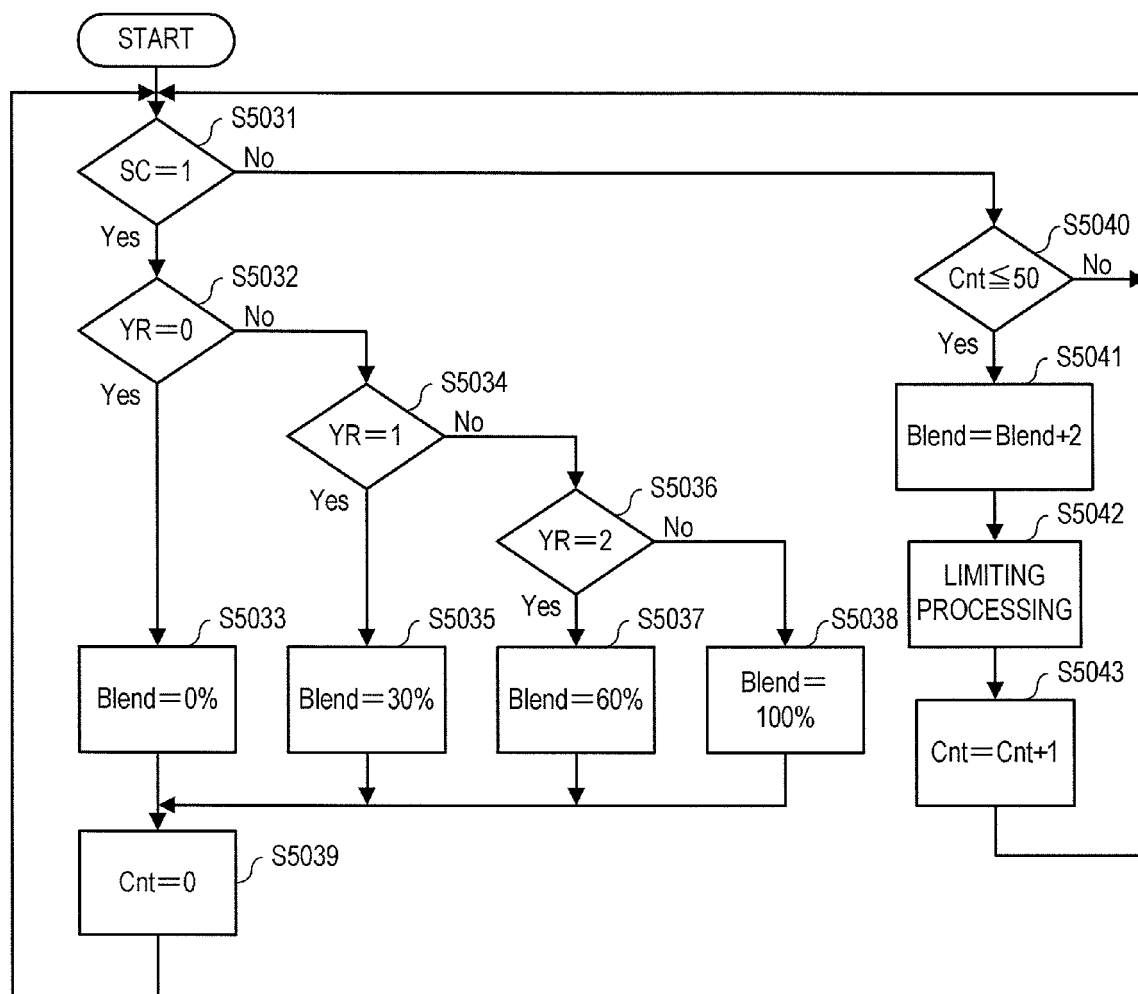 START
S5031
SC=1
No
Yes
S5040
Cnt≦50
No
Yes
S5032
YR=0
No
Yes
S5034
YR=1
No
Yes
S5041
Blend=Blend+2
S5036
YR=2
No
Yes
S5042
LIMITING
PROCESSING
S5033
Blend=0%
S5035
Blend=30%
S5037
Blend=60%
S5038
Blend=
100%
S5043
Cnt=Cnt+1
S5039
Cnt=0